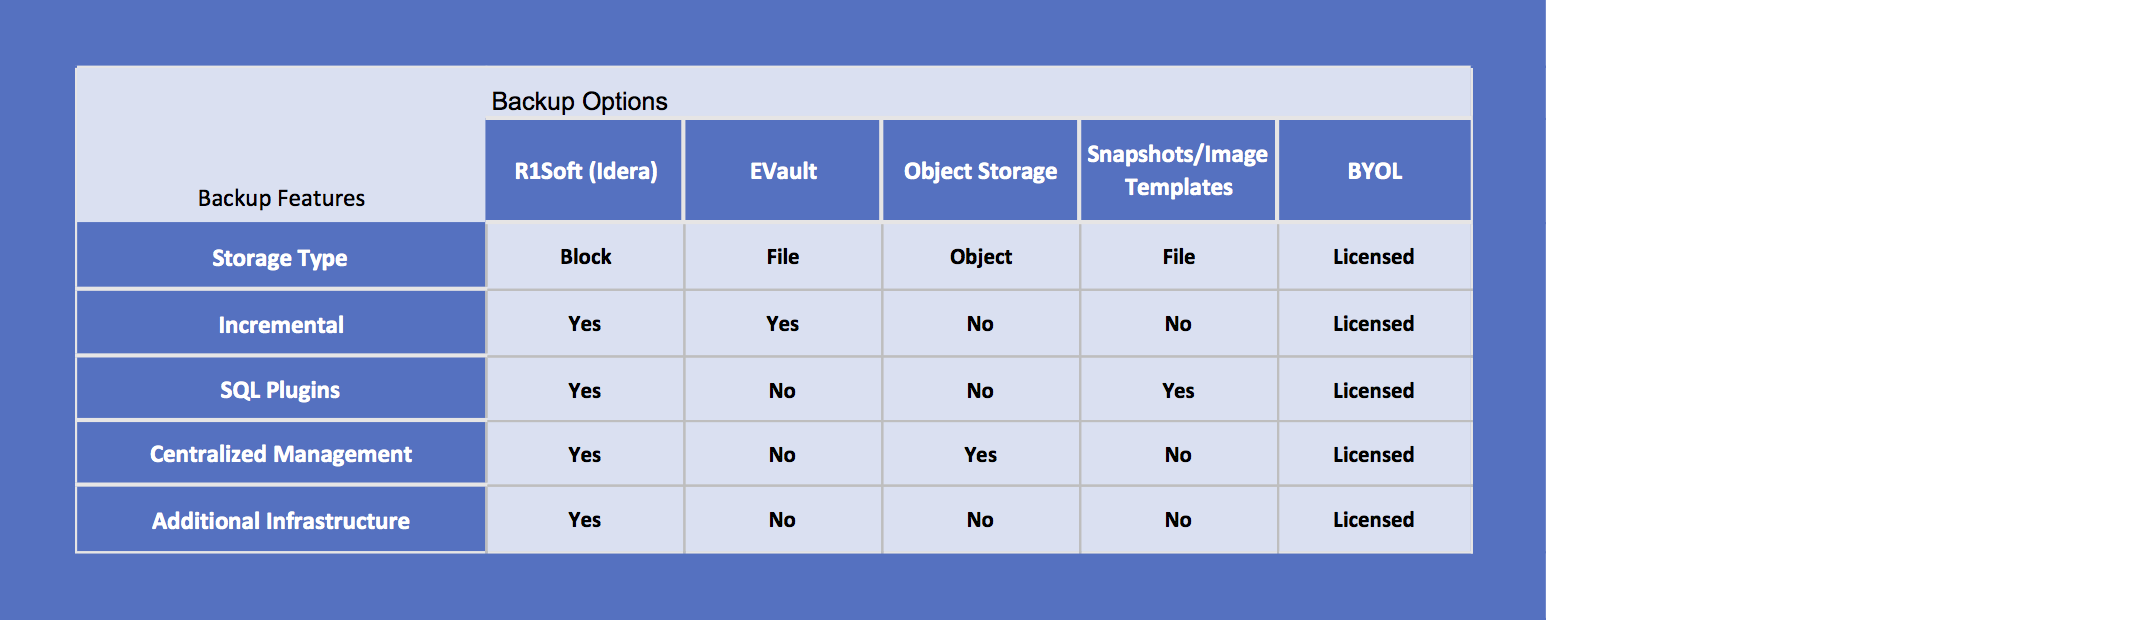 Backup Options
Backup Features
R1Soft (Idera) EVault Object Storage Snapshots/Image Templates BYOL
Storage Type Block File Object File Licensed
Incremental Yes Yes No No Licensed
SQL Plugins Yes No No Yes Licensed
Centralized Management Yes No Yes No Licensed
Additional Infrastructure Yes No No No Licensed